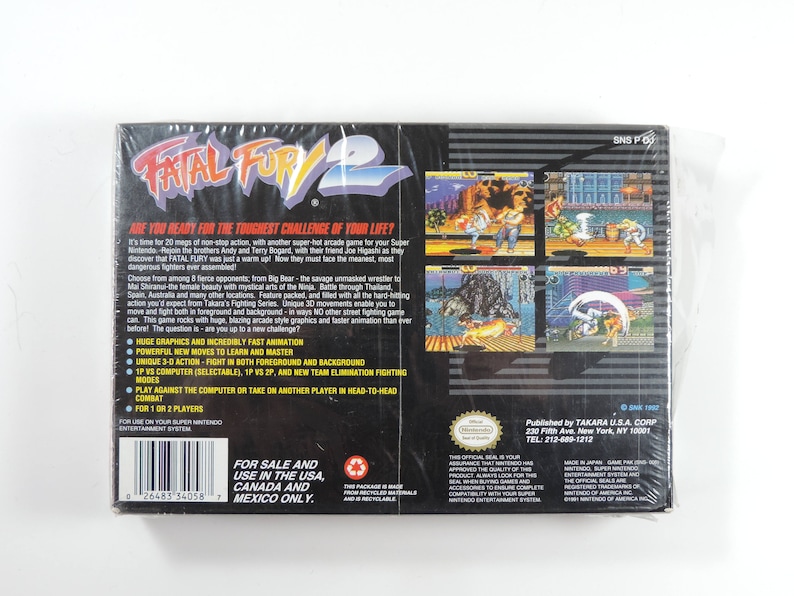 SNS P DJ
FATAL FURY 2
®
ARE YOU READY FOR THE TOUGHEST CHALLENGE OF YOUR LIFE?
It's time for 20 megs of non-stop action, with another super-hot arcade game for your Super
Nintendo. Rejoin the brothers Andy and Terry Bogard, with their friend Joe Higashi as they
discover that FATAL FURY was just a warm up! Now they must face the meanest, most
dangerous fighters ever assembled!
Choose from among 8 fierce opponents; from Big Bear - the savage unmasked wrestler to
Mai Shiranui-the female beauty with mystical arts of the Ninja. Battle through Thailand,
Spain, Australia and many other locations. Feature packed, and filled with all the hard-hitting
action you'd expect from Takara's Fighting Series. Unique 3D movements enable you to
move and fight both in foreground and background - in ways NO other street fighting game
can. This game rocks with huge, blazing arcade style graphics and faster animation than ever
before! The question is - are you up to a new challenge?
● HUGE GRAPHICS AND INCREDIBLY FAST ANIMATION
● POWERFUL NEW MOVES TO LEARN AND MASTER
● UNIQUE 3-D ACTION - FIGHT IN BOTH FOREGROUND AND BACKGROUND
● 1P VS COMPUTER (SELECTABLE), 1P VS 2P, AND NEW TEAM ELIMINATION FIGHTING
MODES
● PLAY AGAINST THE COMPUTER OR TAKE ON ANOTHER PLAYER IN HEAD-TO-HEAD
COMBAT
● FOR 1 OR 2 PLAYERS
FOR USE ON YOUR SUPER NINTENDO
ENTERTAINMENT SYSTEM.
0 26483 34058 7
FOR SALE AND
USE IN THE USA,
CANADA AND
MEXICO ONLY.
THIS PACKAGE IS MADE
FROM RECYCLED MATERIALS
AND IS RECYCLABLE.
© SNK 1992
Official
Nintendo
Seal of Quality
Published by TAKARA U.S.A. CORP
230 Fifth Ave. New York, NY 10001
TEL: 212-689-1212
THIS OFFICIAL SEAL IS YOUR
ASSURANCE THAT NINTENDO HAS
APPROVED THE QUALITY OF THIS
PRODUCT. ALWAYS LOOK FOR THIS
SEAL WHEN BUYING GAMES AND
ACCESSORIES TO ENSURE COMPLETE
COMPATIBILITY WITH YOUR SUPER
NINTENDO ENTERTAINMENT SYSTEM.
MADE IN JAPAN GAME PAK (SNS-006)
NINTENDO, SUPER NINTENDO
ENTERTAINMENT SYSTEM AND
THE OFFICIAL SEALS ARE
REGISTERED TRADEMARKS OF
NINTENDO OF AMERICA INC.
©1991 NINTENDO OF AMERICA INC.